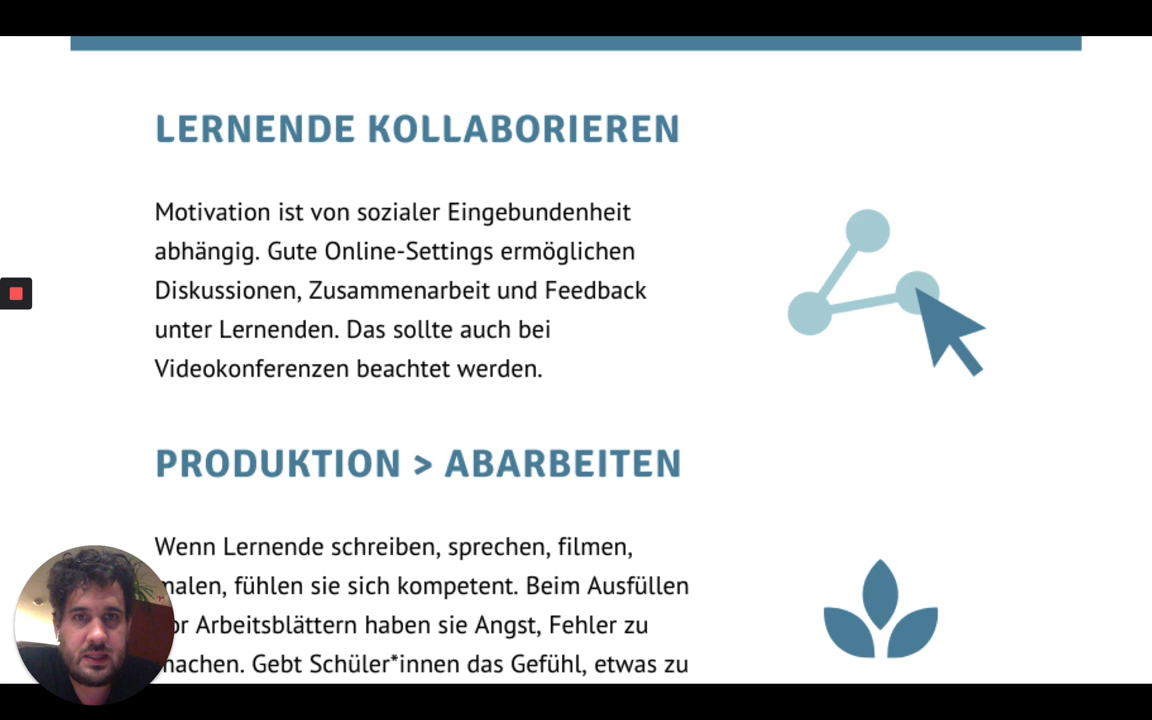 LERNENDE KOLLABORIEREN
Motivation ist von sozialer Eingebundenheit
abhängig. Gute Online-Settings ermöglichen
Diskussionen, Zusammenarbeit und Feedback
unter Lernenden. Das sollte auch bei
Videokonferenzen beachtet werden.
PRODUKTION > ABARBEITEN
Wenn Lernende schreiben, sprechen, filmen,
malen, fühlen sie sich kompetent. Beim Ausfüllen
Arbeitsblättern haben sie Angst, Fehler zu
machen. Gebt Schüler*innen das Gefühl, etwas zu